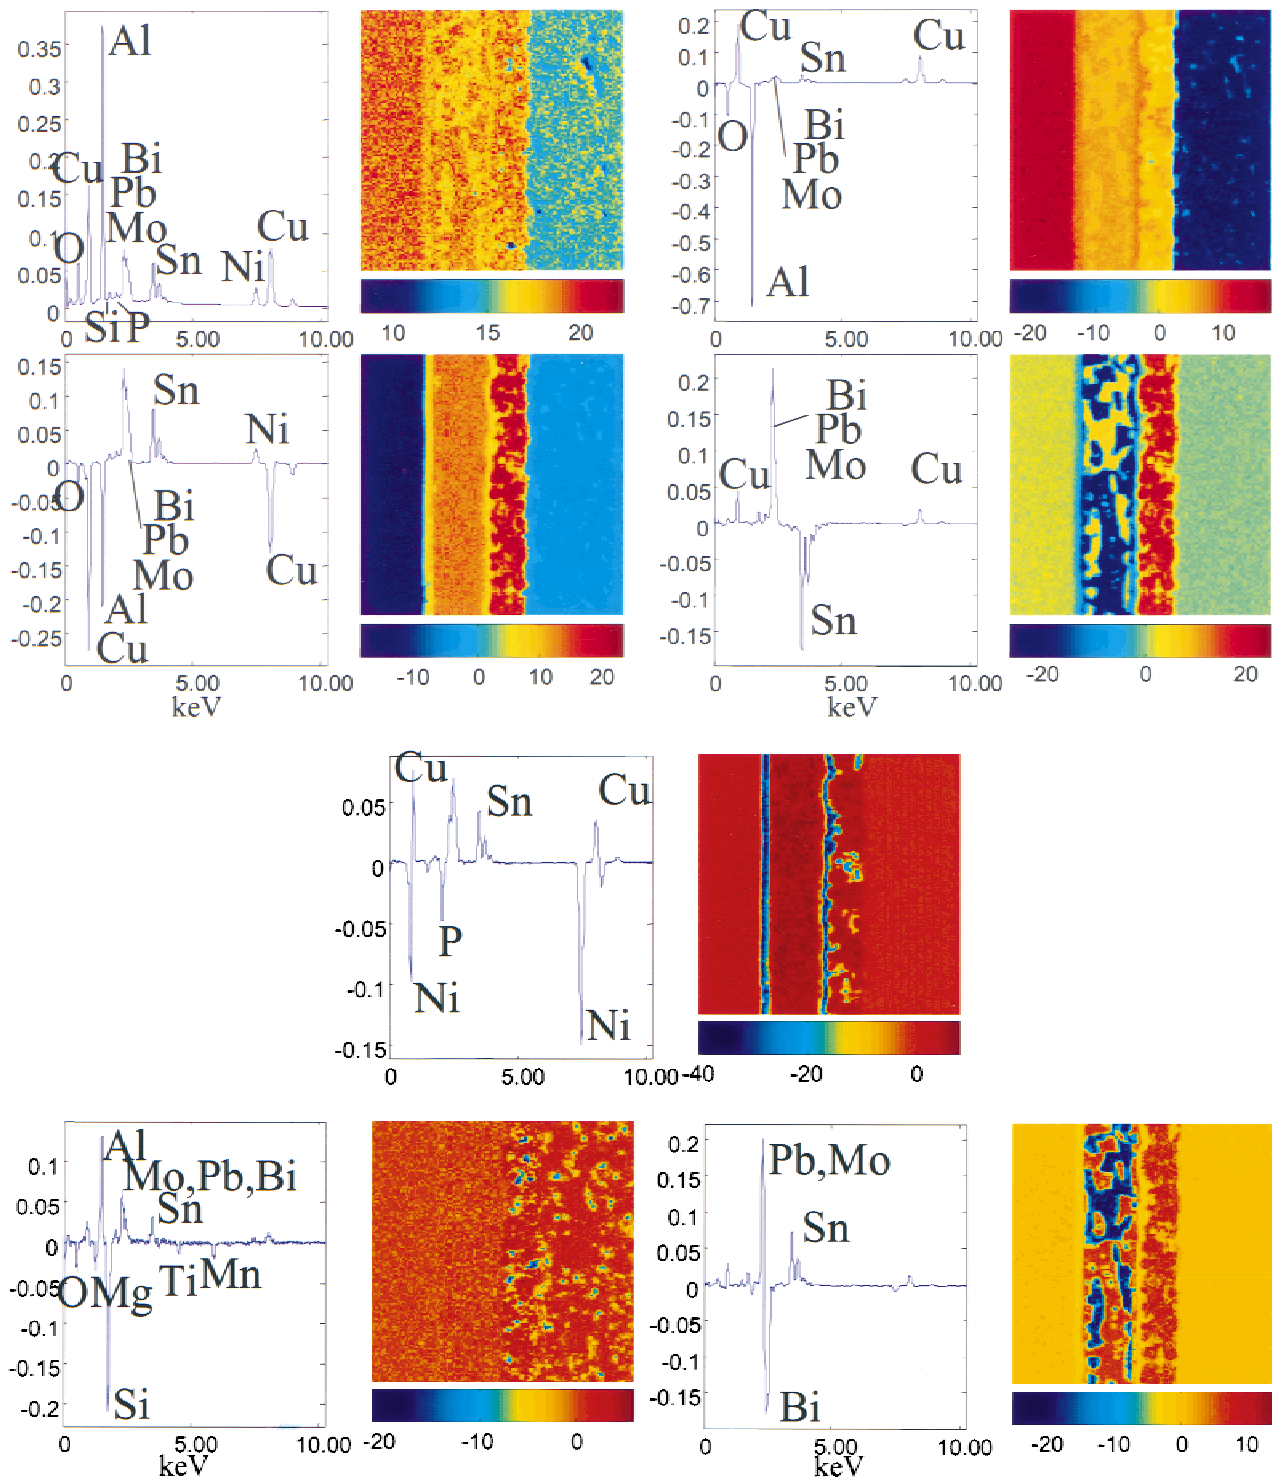 0.35
0.3
0.25
0.2
0.15
0.1
0.05
0
Al
Cu
Bi
Pb
Mo
O
Sn
Ni
Cu
Si P
0 5.00 10.00
10 15 20
0.2
0.1
0
-0.1
-0.2
-0.3
-0.4
-0.5
-0.6
-0.7
Cu
Sn
Cu
O
Bi
Pb
Mo
Al
0 5.00 10.00
-20 -10 0 10
0.15
0.1
0.05
0
-0.05
-0.1
-0.15
-0.2
-0.25
Sn
Ni
O
Bi
Pb
Mo
Cu
Al
Cu
0 5.00 10.00
keV
-10 0 10 20
0.2
0.15
0.1
0.05
0
-0.05
-0.1
-0.15
Bi
Pb
Mo
Cu
Cu
Sn
0 5.00 10.00
keV
-20 0 20
0.05
0
-0.05
-0.1
-0.15
Cu
Sn
Cu
P
Ni
Ni
0 5.00 10.00
-40 -20 0
0.1
0.05
0
-0.05
-0.1
-0.15
-0.2
Al
Mo,Pb,Bi
Sn
OMg
Ti
Mn
Si
0 5.00 10.00
keV
-20 -10 0
0.2
0.15
0.1
0.05
0
-0.05
-0.1
-0.15
Pb,Mo
Sn
Bi
0 5.00 10.00
keV
-20 -10 0 10